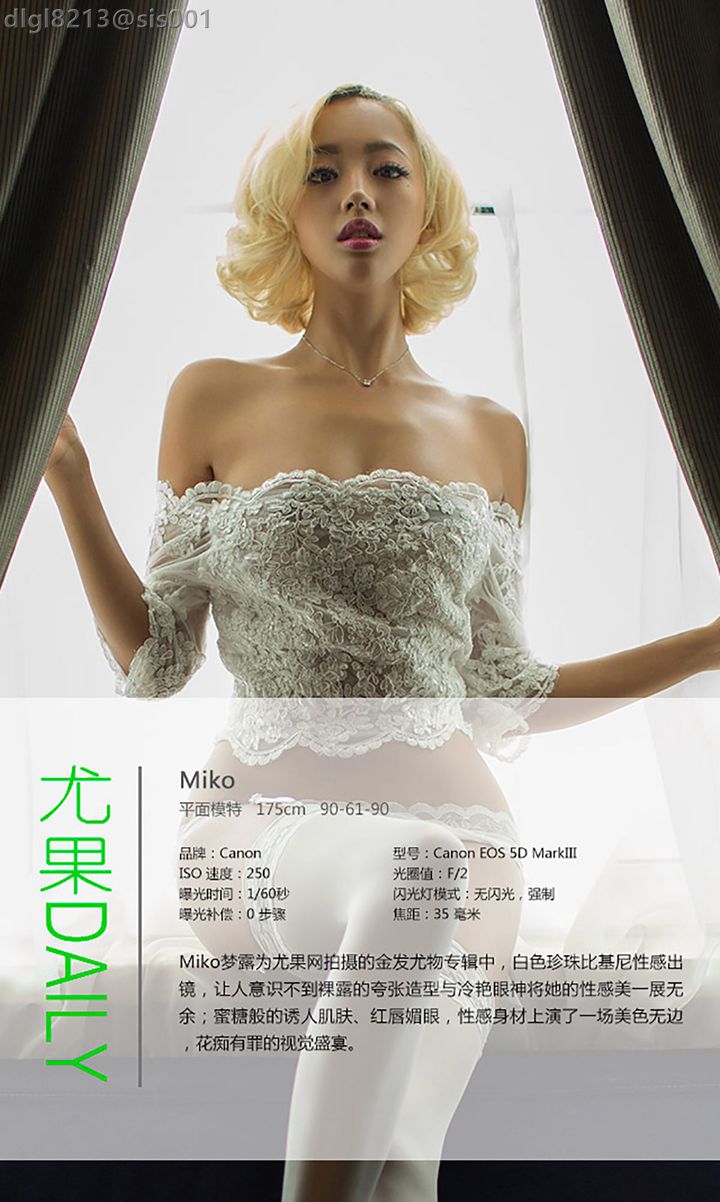 dlgl8213@sis001
尤果DAILY
Miko
平面模特 175cm 90-61-90
品牌：Canon 型号：Canon EOS 5D MarkIII
ISO 速度：250 光圈值：F/2
曝光时间：1/60秒 闪光灯模式：无闪光，强制
曝光补偿：0 步骤 焦距：35 毫米
Miko梦露为尤果网拍摄的金发尤物专辑中，白色珍珠比基尼性感出
镜，让人意识不到裸露的夸张造型与冷艳眼神将她的性感美一展无
余；蜜糖般的诱人肌肤、红唇媚眼，性感身材上演了一场美色无边
，花痴有罪的视觉盛宴。